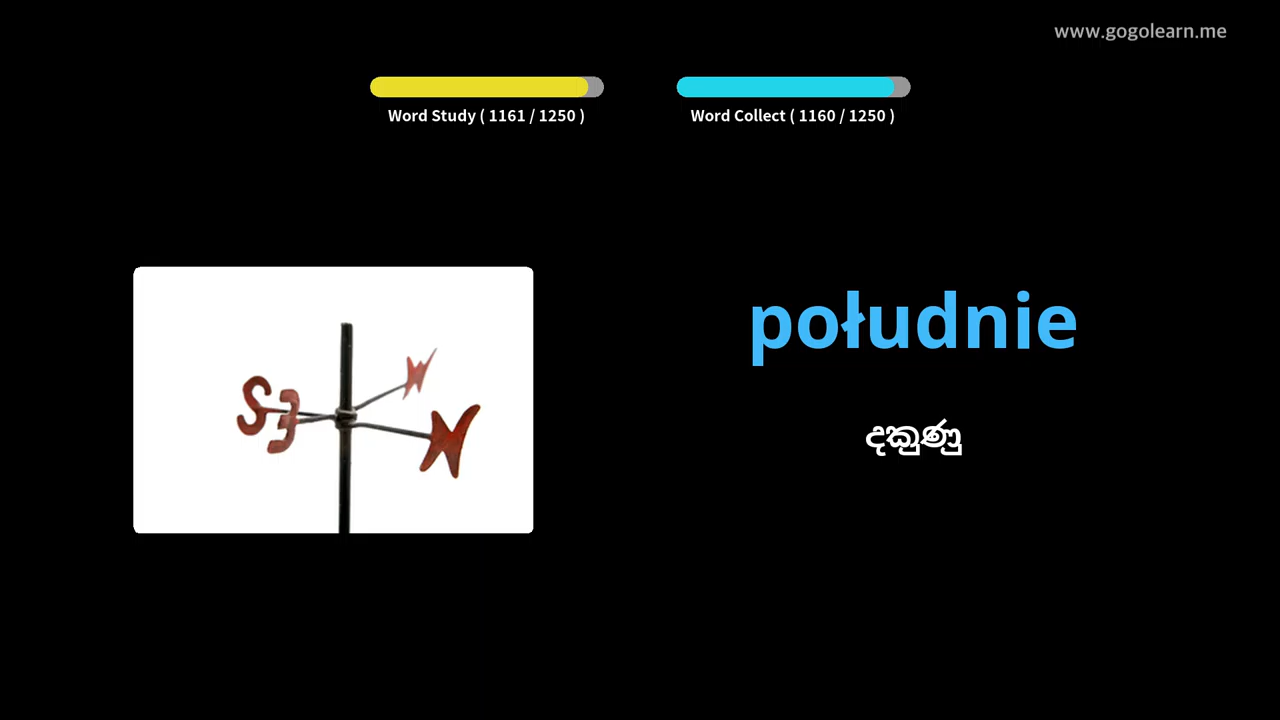 www.gogolearn.me
Word Study ( 1161 / 1250 )
Word Collect ( 1160 / 1250 )
S E N
południe
දකුණු